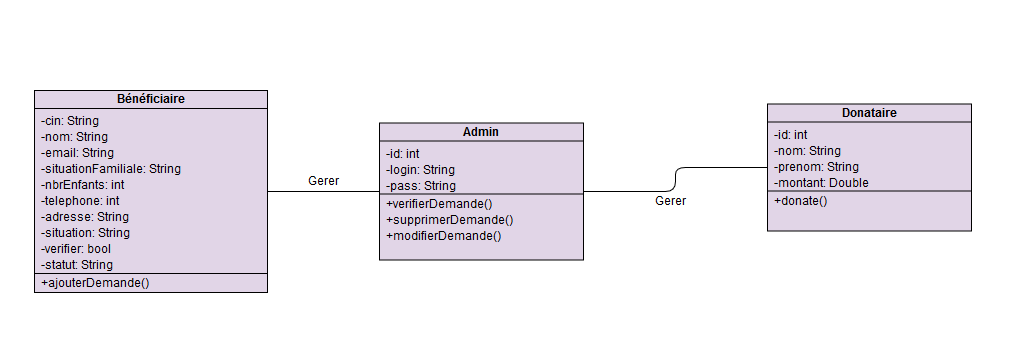 Bénéficiaire
-cin: String
-nom: String
-email: String
-situationFamiliale: String
-nbrEnfants: int
-telephone: int
-adresse: String
-situation: String
-verifier: bool
-statut: String
+ajouterDemande()
Gerer
Admin
-id: int
-login: String
-pass: String
+verifierDemande()
+supprimerDemande()
+modifierDemande()
Gerer
Donataire
-id: int
-nom: String
-prenom: String
-montant: Double
+donate()